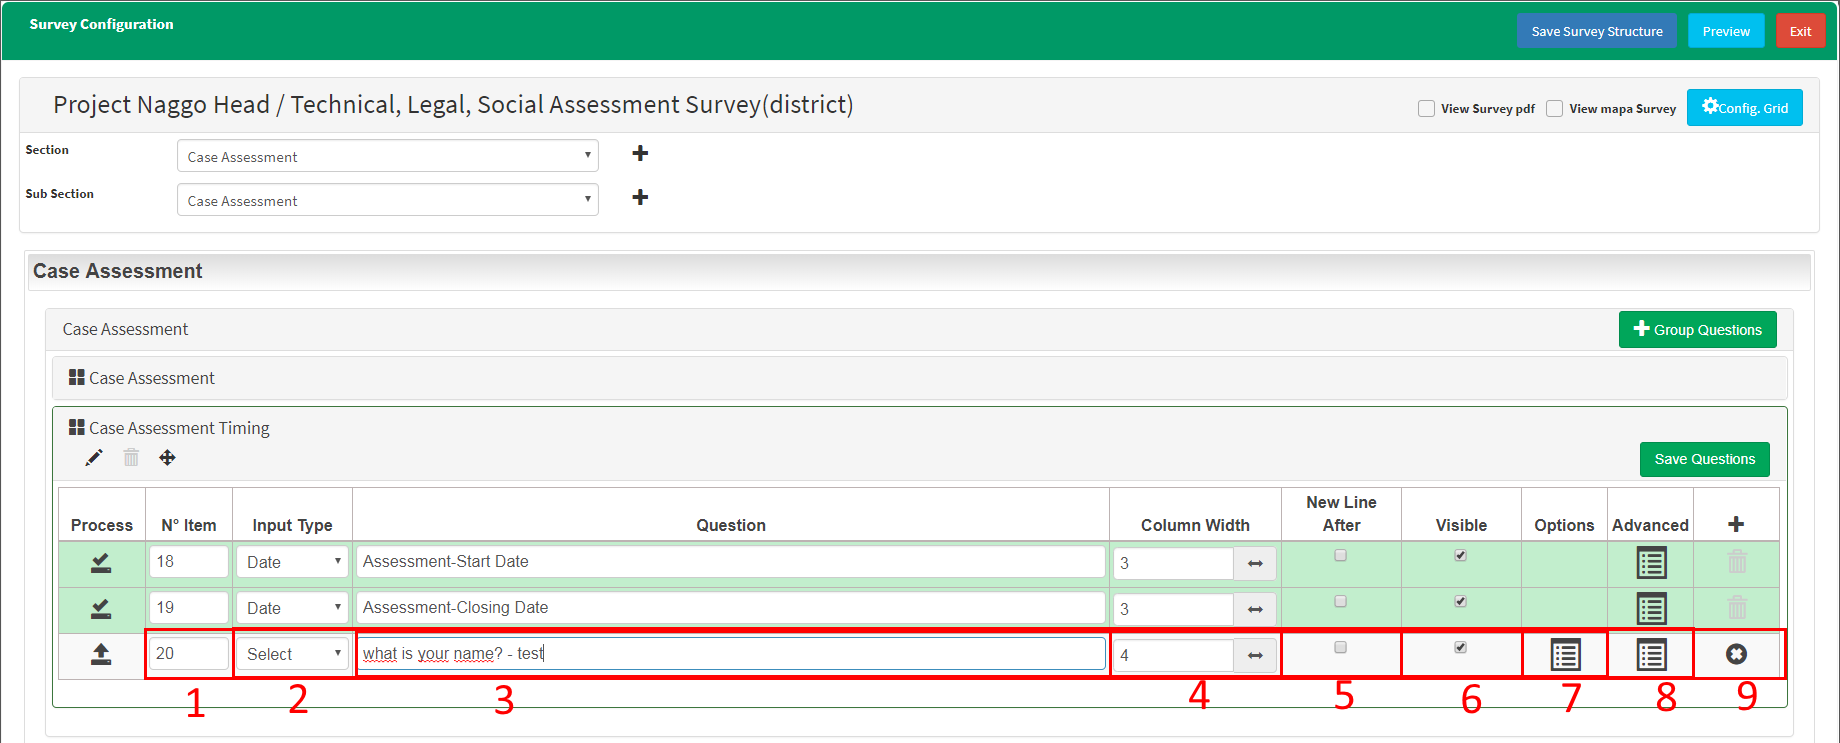 Survey Configuration
Save Survey Structure
Preview
Exit
Project Naggo Head / Technical, Legal, Social Assessment Survey(district)
View Survey pdf
View mapa Survey
Config. Grid
Section
Case Assessment
Sub Section
Case Assessment
Case Assessment
Case Assessment
Group Questions
Case Assessment
Case Assessment Timing
Save Questions
Process N° Item Input Type Question Column Width New Line After Visible Options Advanced
18 Date Assessment-Start Date 3
19 Date Assessment-Closing Date 3
20 Select what is your name? - test 4
1 2 3 4 5 6 7 8 9